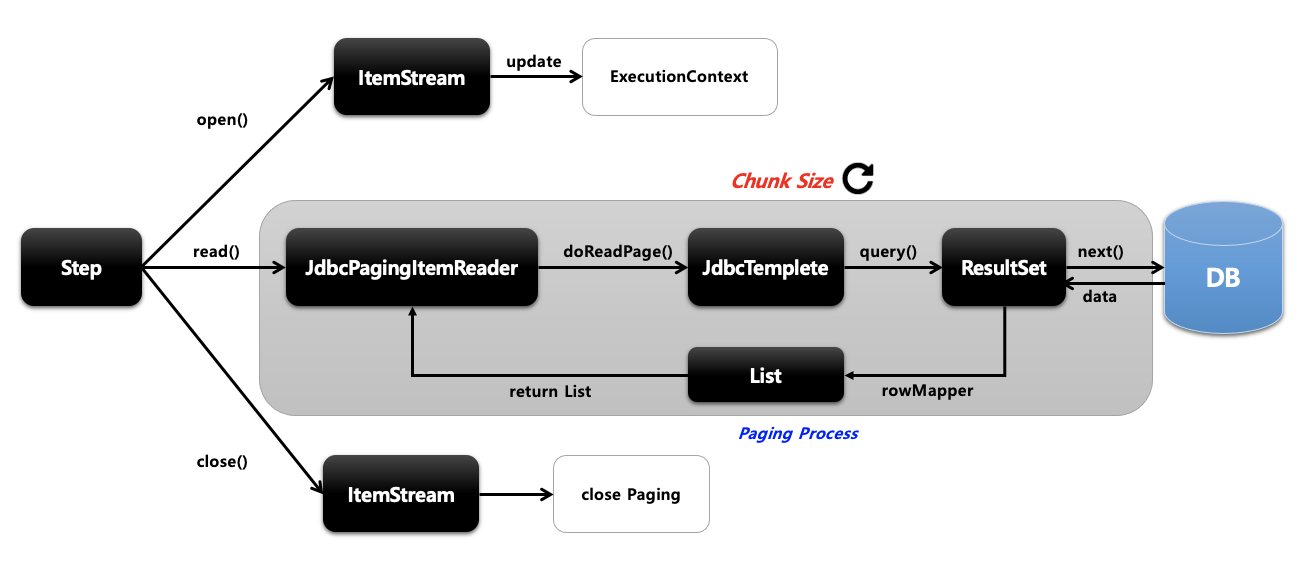 ItemStream
update
ExecutionContext
open()
Chunk Size
Step
read()
JdbcPagingItemReader
doReadPage()
JdbcTemplete
query()
ResultSet
next()
data
DB
List
return List
rowMapper
Paging Process
close()
ItemStream
close Paging